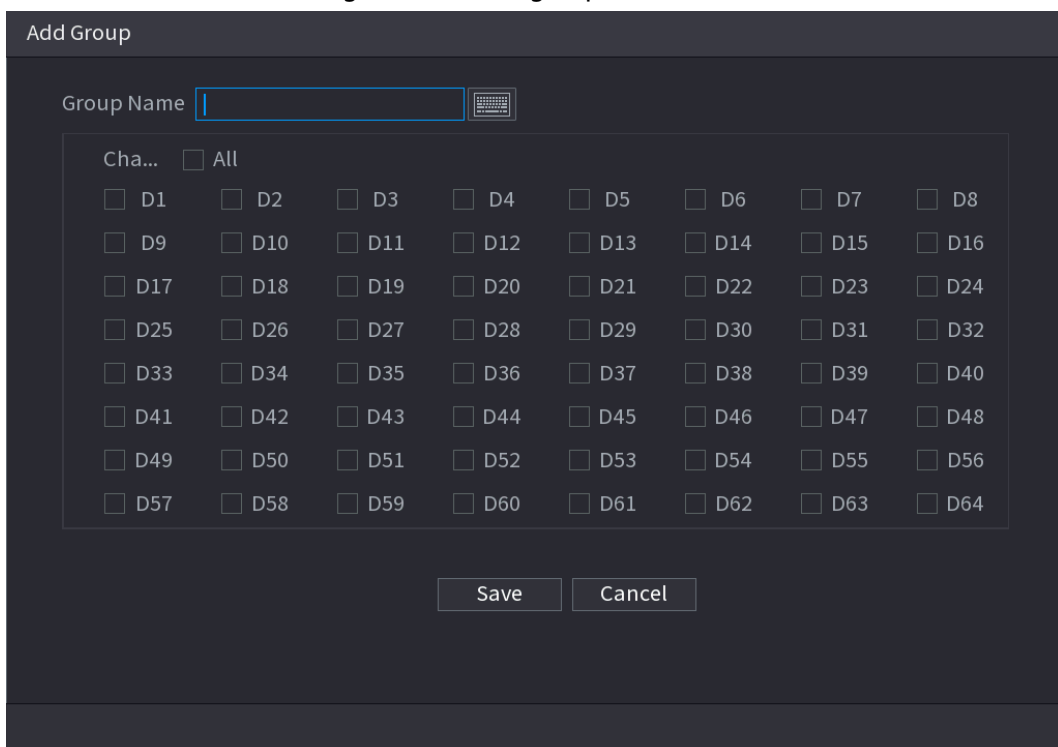 Add Group
Group Name
Cha... All
D1 D2 D3 D4 D5 D6 D7 D8
D9 D10 D11 D12 D13 D14 D15 D16
D17 D18 D19 D20 D21 D22 D23 D24
D25 D26 D27 D28 D29 D30 D31 D32
D33 D34 D35 D36 D37 D38 D39 D40
D41 D42 D43 D44 D45 D46 D47 D48
D49 D50 D51 D52 D53 D54 D55 D56
D57 D58 D59 D60 D61 D62 D63 D64
Save Cancel